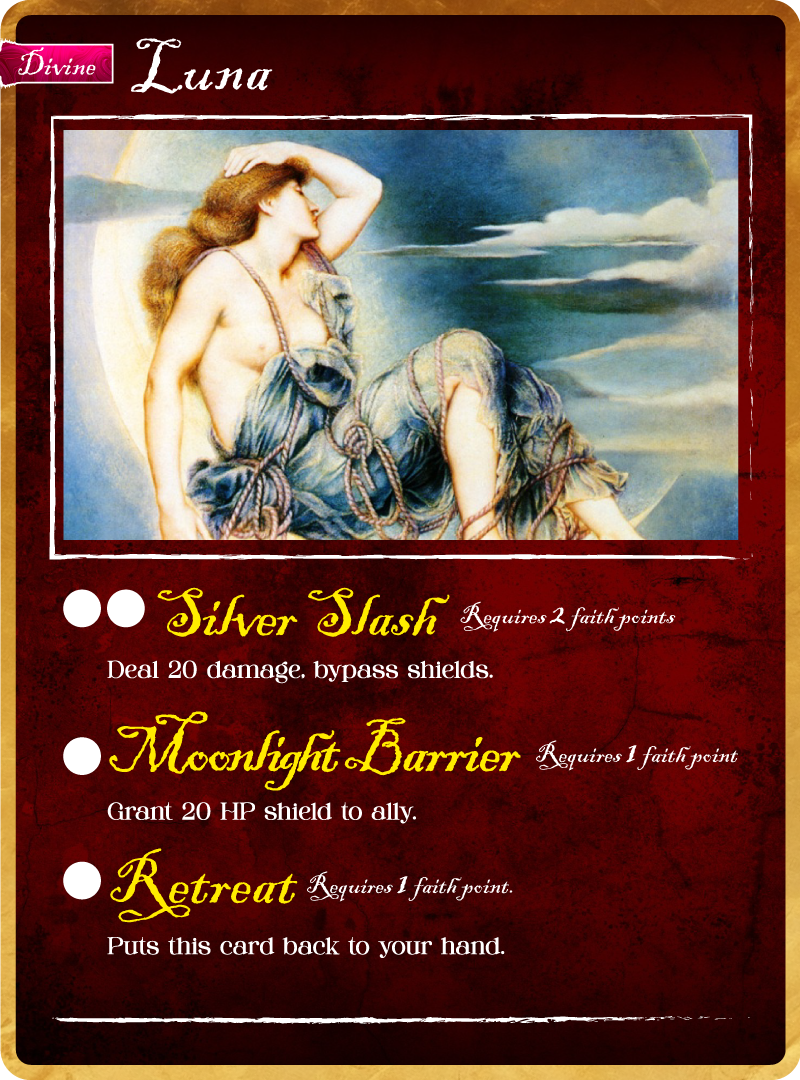 Divine
Luna
Silver Slash Requires 2 faith points
Deal 20 damage. bypass shields.
Moonlight Barrier Requires 1 faith point
Grant 20 HP shield to ally.
Retreat Requires 1 faith point.
Puts this card back to your hand.